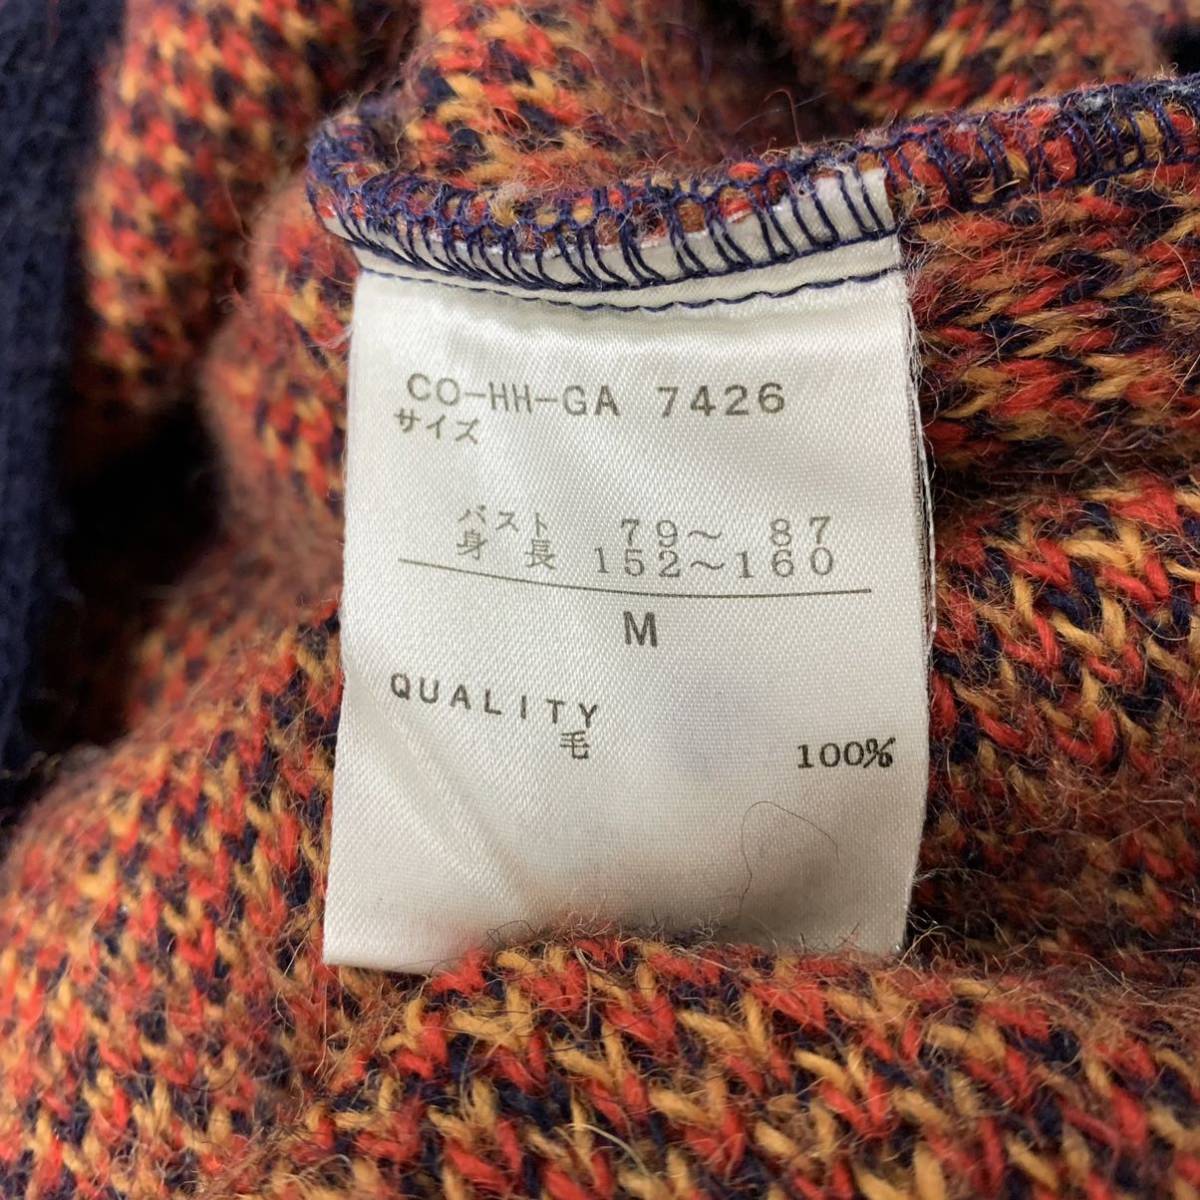 CO-HH-GA 7426
サイズ
バスト 79～ 87
身長 152～160
M
QUALITY
毛 100%